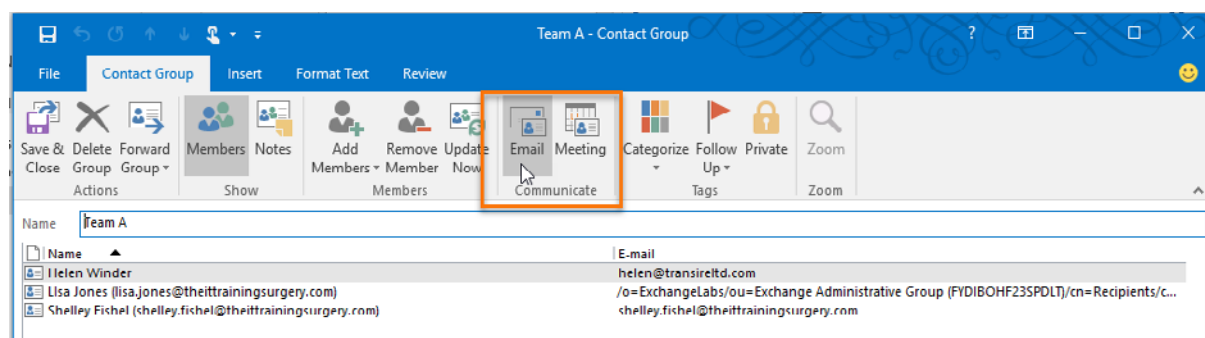 Team A - Contact Group
?
File Contact Group Insert Format Text Review
Save & Close
Delete Group
Forward Group
Members
Notes
Add Members
Remove Member
Update Now
Email
Meeting
Categorize
Follow Up
Private
Zoom
Actions Show Members Communicate Tags Zoom
Name Team A
Name E-mail
Helen Winder helen@transireltd.com
Lisa Jones (lisa.jones@theittrainingsurgery.com) /o=ExchangeLabs/ou=Exchange Administrative Group (FYDIBOHF23SPDLT)/cn=Recipients/c...
Shelley Fishel (shelley.fishel@theittrainingsurgery.com) shelley.fishel@theittrainingsurgery.com